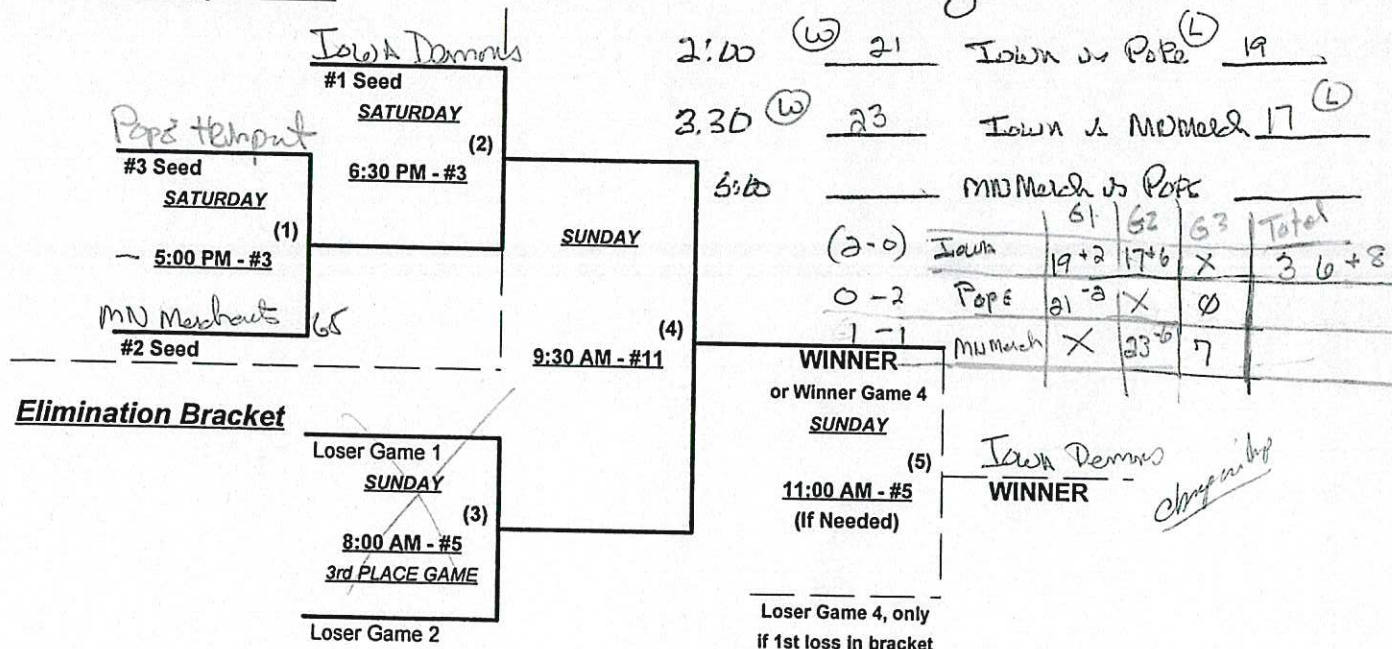 Iowa Demons
#1 Seed
SATURDAY
(2)
6:30 PM - #3
Pope
#3 Seed
SATURDAY
(1)
5:00 PM - #3
MN Merchants
65
#2 Seed
SUNDAY
(4)
9:30 AM - #11
2:00 (W) 21 Iowa vs Pope (L) 19
3.30 (W) 23 Iowa vs MN Merch 17 (L)
MN Merch vs Pope
G1 G2 G3 Total
(2-0) Iowa 19 +2 17 +6 X 36 +8
0-2 Pope 21 -2 X Ø
1-1 MN Merch X 23 -6 7
WINNER
or Winner Game 4
SUNDAY
(5)
11:00 AM - #5
(If Needed)
Iowa Demons
WINNER
Loser Game 4, only
if 1st loss in bracket
Elimination Bracket
Loser Game 1
SUNDAY
(3)
8:00 AM - #5
3rd PLACE GAME
Loser Game 2